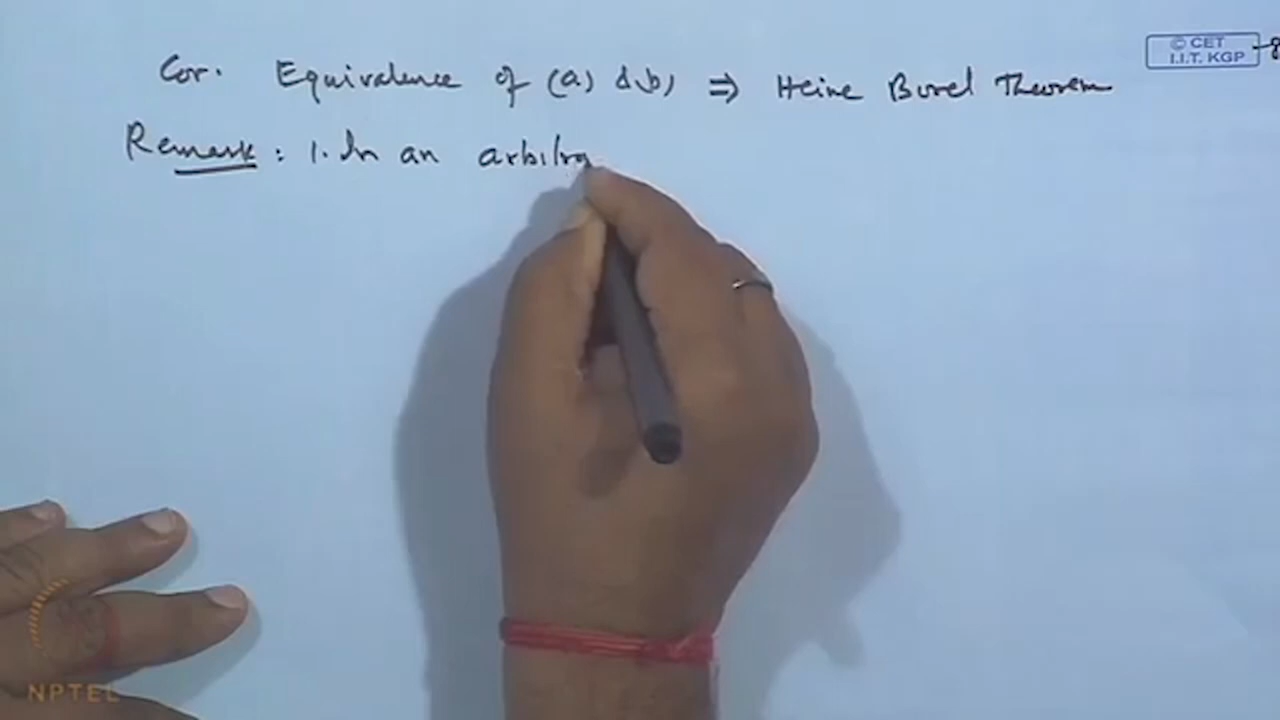 © CET
I.I.T. KGP
Cor. Equivalence of (a) & (b) ⇒ Heine Borel Theorem
Remark : 1. In an arbitra
NPTEL